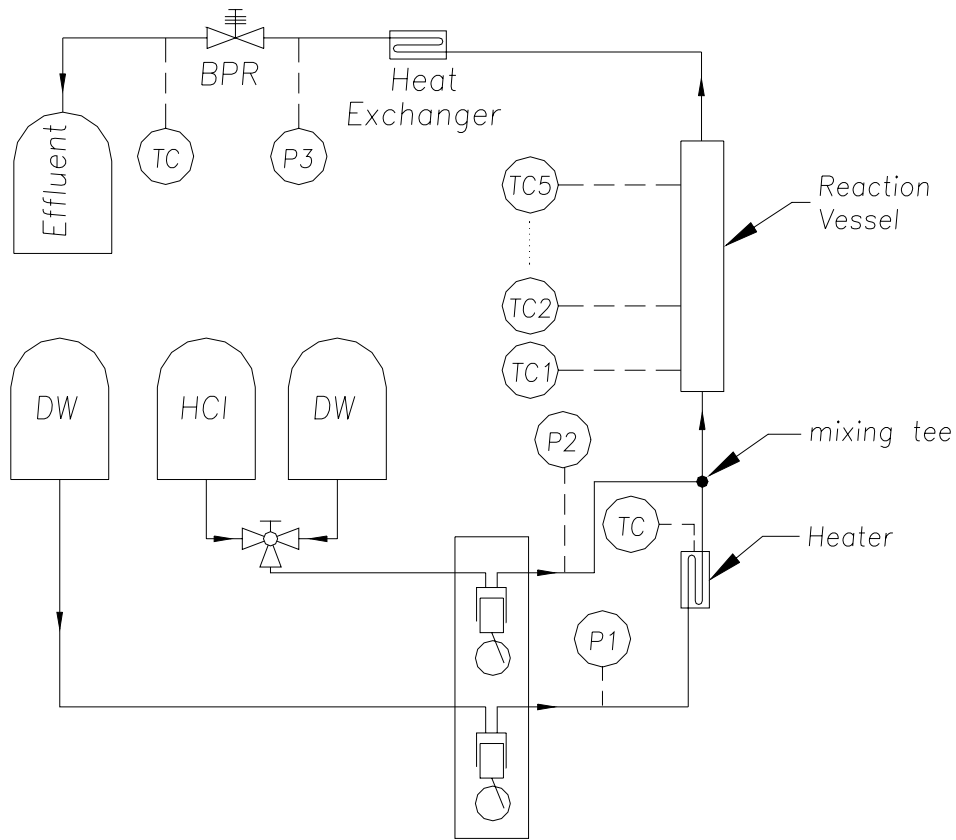 BPR
Heat
Exchanger
Effluent
TC
P3
TC5
Reaction
Vessel
TC2
TC1
DW
HCl
DW
P2
mixing tee
TC
Heater
P1